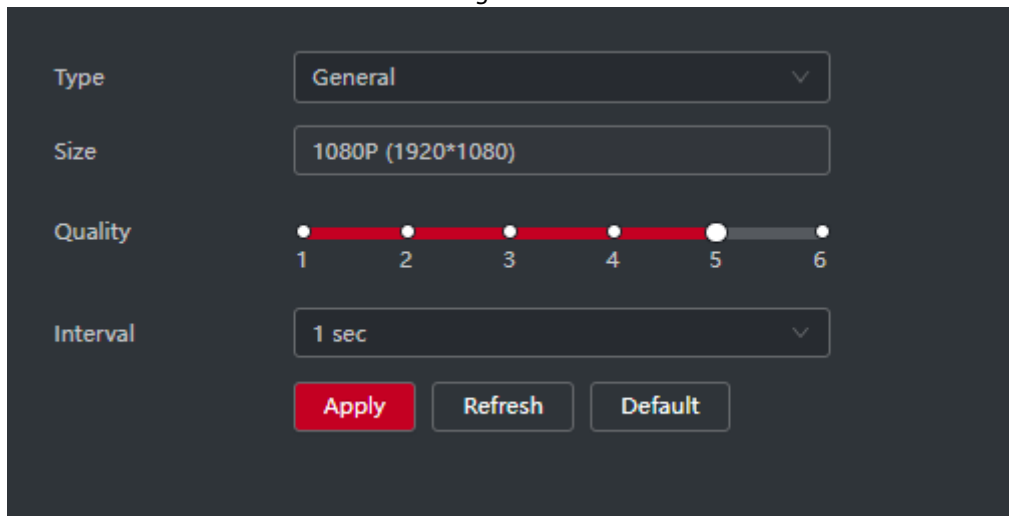 Type General
Size 1080P (1920*1080)
Quality
1 2 3 4 5 6
Interval 1 sec
Apply Refresh Default